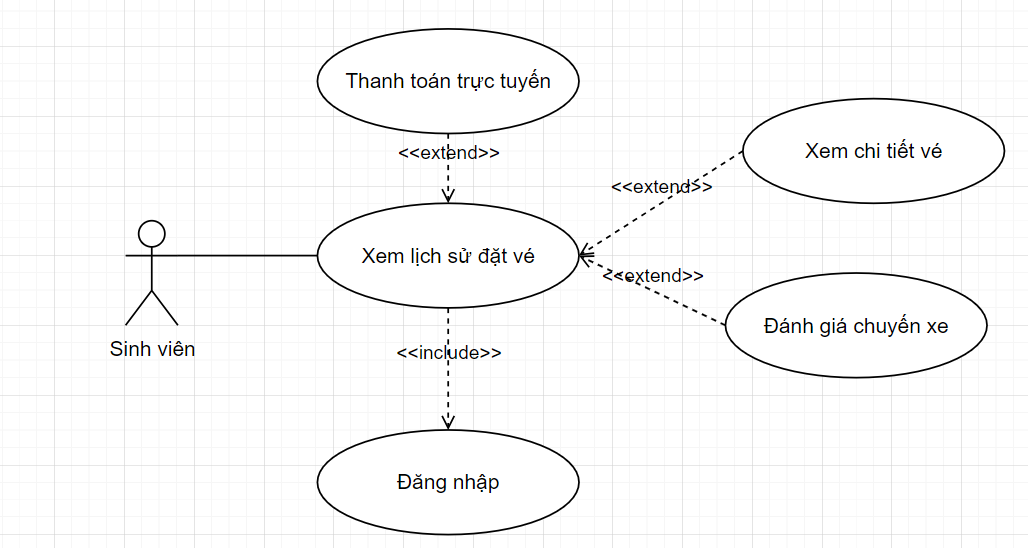 Thanh toán trực tuyến
<<extend>>
Xem chi tiết vé
<<extend>>
Xem lịch sử đặt vé
<<extend>>
Đánh giá chuyến xe
Sinh viên
<<include>>
Đăng nhập